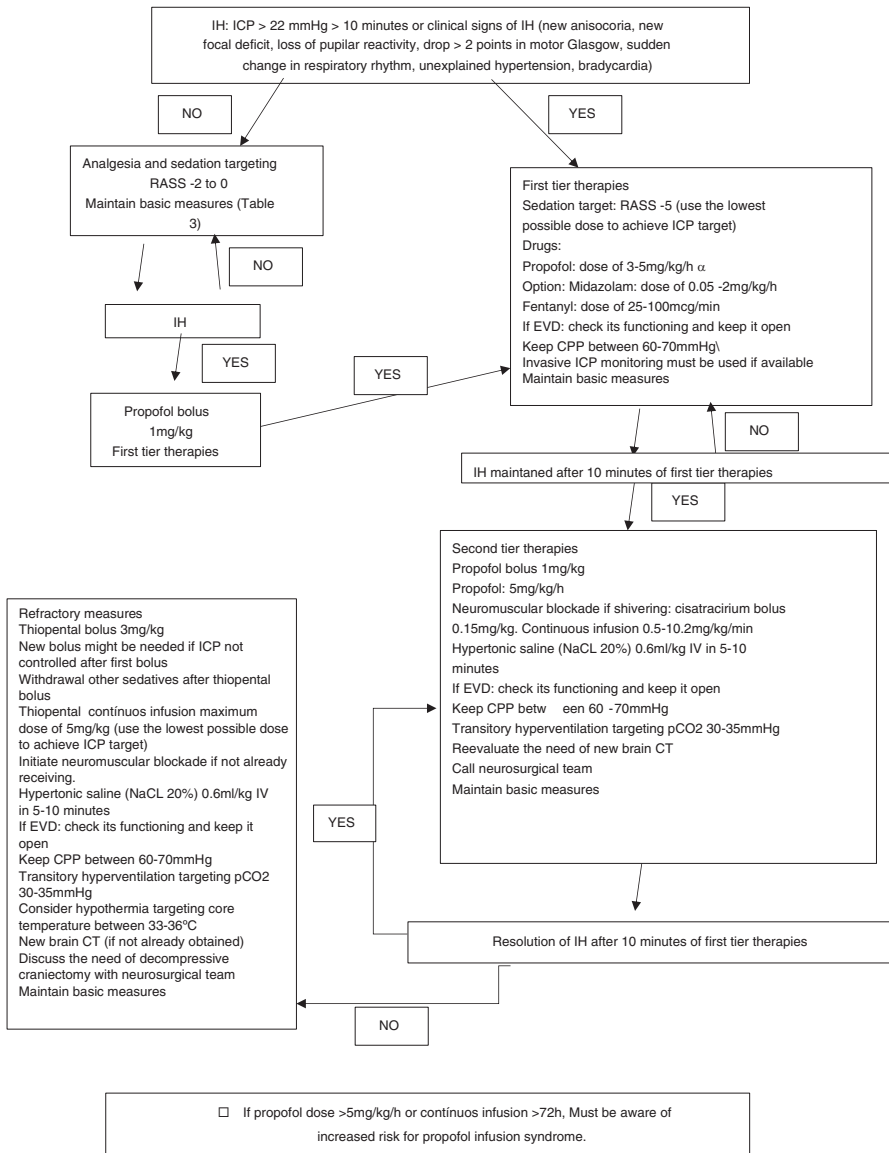 IH: ICP > 22 mmHg > 10 minutes or clinical signs of IH (new anisocoria, new
focal deficit, loss of pupilar reactivity, drop > 2 points in motor Glasgow, sudden
change in respiratory rhythm, unexplained hypertension, bradycardia)
NO
YES
Analgesia and sedation targeting
RASS -2 to 0
Maintain basic measures (Table
3)
NO
IH
YES
Propofol bolus
1mg/kg
First tier therapies
YES
First tier therapies
Sedation target: RASS -5 (use the lowest
possible dose to achieve ICP target)
Drugs:
Propofol: dose of 3-5mg/kg/h α
Option: Midazolam: dose of 0.05 -2mg/kg/h
Fentanyl: dose of 25-100mcg/min
If EVD: check its functioning and keep it open
Keep CPP between 60-70mmHg\
Invasive ICP monitoring must be used if available
Maintain basic measures
NO
IH maintaned after 10 minutes of first tier therapies
YES
Second tier therapies
Propofol bolus 1mg/kg
Propofol: 5mg/kg/h
Neuromuscular blockade if shivering: cisatracirium bolus
0.15mg/kg. Continuous infusion 0.5-10.2mg/kg/min
Hypertonic saline (NaCL 20%) 0.6ml/kg IV in 5-10
minutes
If EVD: check its functioning and keep it open
Keep CPP betw een 60 -70mmHg
Transitory hyperventilation targeting pCO2 30-35mmHg
Reevaluate the need of new brain CT
Call neurosurgical team
Maintain basic measures
Refractory measures
Thiopental bolus 3mg/kg
New bolus might be needed if ICP not
controlled after first bolus
Withdrawal other sedatives after thiopental
bolus
Thiopental contínuos infusion maximum
dose of 5mg/kg (use the lowest possible dose
to achieve ICP target)
Initiate neuromuscular blockade if not already
receiving.
Hypertonic saline (NaCL 20%) 0.6ml/kg IV
in 5-10 minutes
If EVD: check its functioning and keep it
open
Keep CPP between 60-70mmHg
Transitory hyperventilation targeting pCO2
30-35mmHg
Consider hypothermia targeting core
temperature between 33-36ºC
New brain CT (if not already obtained)
Discuss the need of decompressive
craniectomy with neurosurgical team
Maintain basic measures
YES
Resolution of IH after 10 minutes of first tier therapies
NO
□ If propofol dose >5mg/kg/h or contínuos infusion >72h, Must be aware of
increased risk for propofol infusion syndrome.